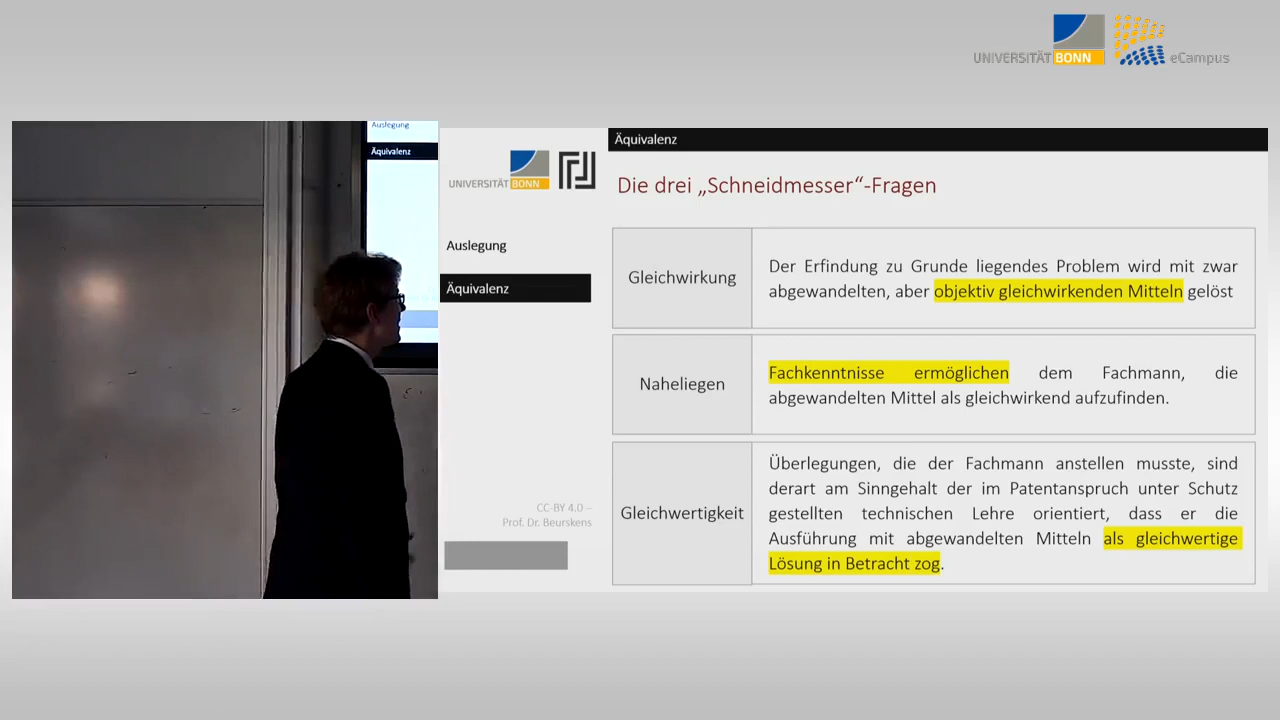 UNIVERSITÄT BONN eCampus
Auslegung
Äquivalenz
UNIVERSITÄT BONN
Auslegung
Äquivalenz
CC-BY 4.0 –
Prof. Dr. Beurskens
Äquivalenz
Die drei „Schneidmesser“-Fragen
Gleichwirkung
Der Erfindung zu Grunde liegendes Problem wird mit zwar
abgewandelten, aber objektiv gleichwirkenden Mitteln gelöst
Naheliegen
Fachkenntnisse ermöglichen dem Fachmann, die
abgewandelten Mittel als gleichwirkend aufzufinden.
Gleichwertigkeit
Überlegungen, die der Fachmann anstellen musste, sind
derart am Sinngehalt der im Patentanspruch unter Schutz
gestellten technischen Lehre orientiert, dass er die
Ausführung mit abgewandelten Mitteln als gleichwertige
Lösung in Betracht zog.